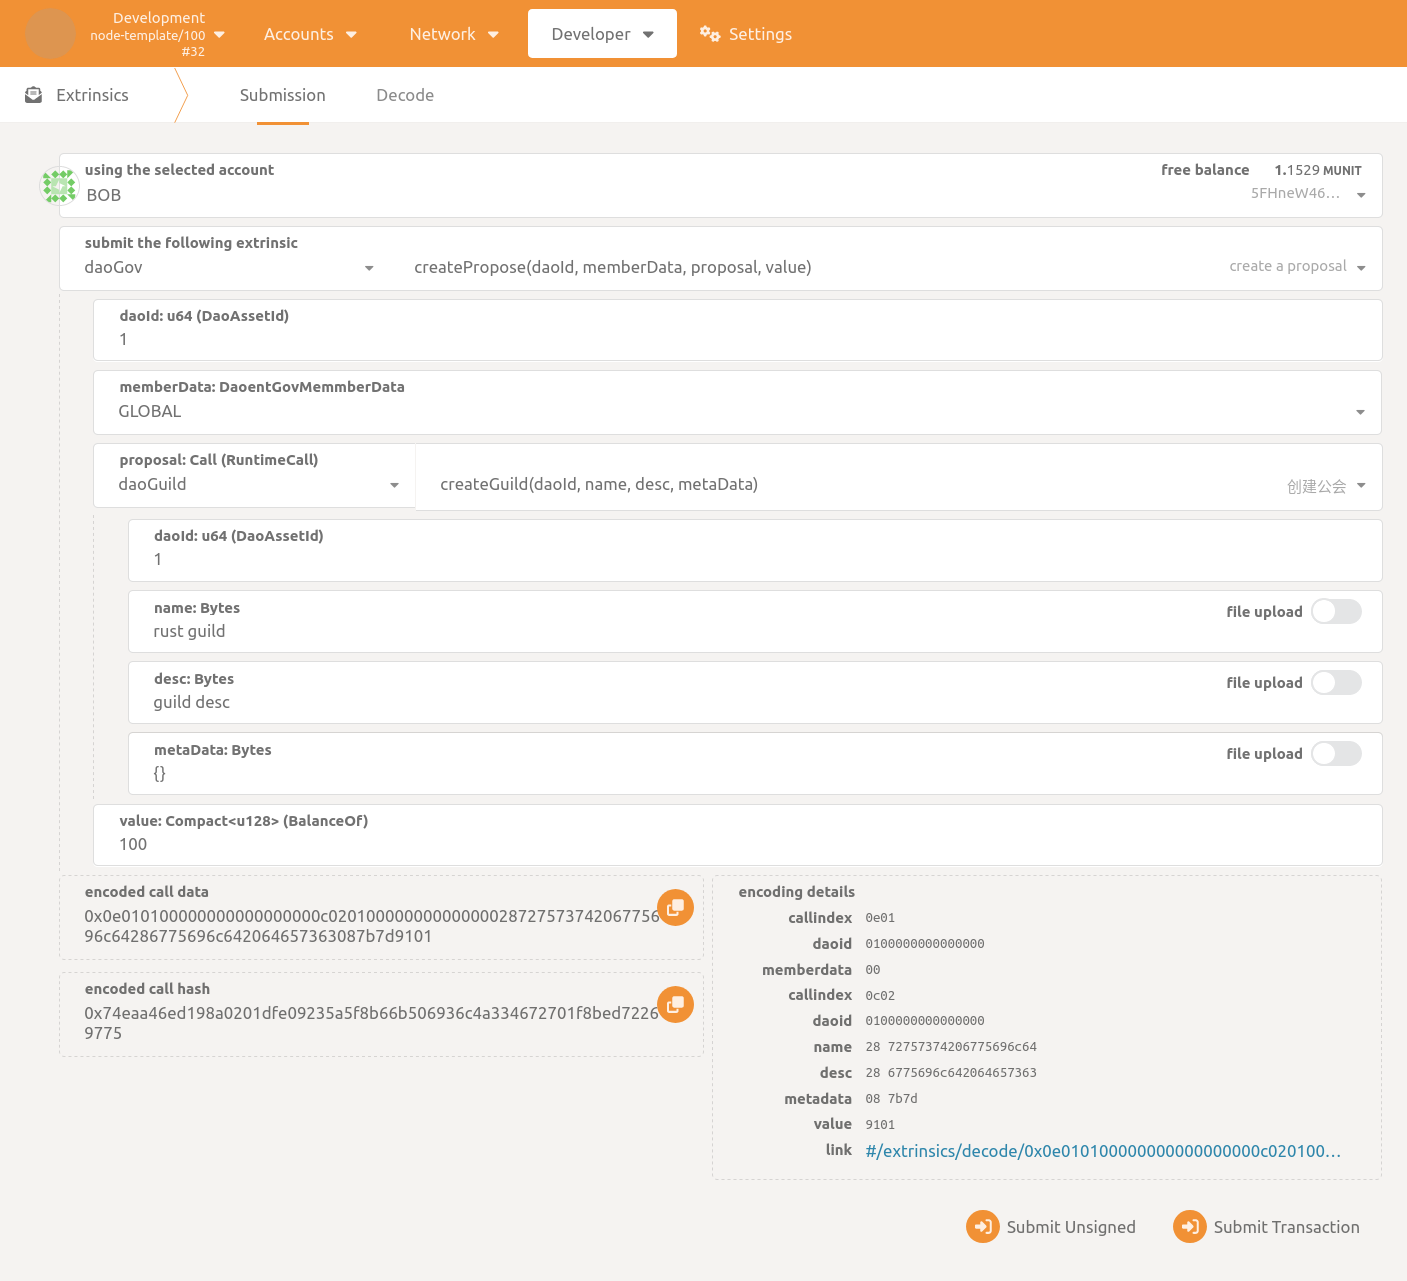 Development
node-template/100
#32
Accounts
Network
Developer
Settings
Extrinsics
Submission
Decode
using the selected account
BOB
free balance 1.1529 MUNIT
5FHneW46…
submit the following extrinsic
daoGov
createPropose(daoId, memberData, proposal, value)
create a proposal
daoId: u64 (DaoAssetId)
1
memberData: DaoentGovMemmberData
GLOBAL
proposal: Call (RuntimeCall)
daoGuild
createGuild(daoId, name, desc, metaData)
创建公会
daoId: u64 (DaoAssetId)
1
name: Bytes
rust guild
file upload
desc: Bytes
guild desc
file upload
metaData: Bytes
{}
file upload
value: Compact<u128> (BalanceOf)
100
encoded call data
0x0e010100000000000000000c02010000000000000028727573742067756
96c64286775696c642064657363087b7d9101
encoded call hash
0x74eaa46ed198a0201dfe09235a5f8b66b506936c4a334672701f8bed7226
9775
encoding details
callindex 0e01
daoid 0100000000000000
memberdata 00
callindex 0c02
daoid 0100000000000000
name 28 72757374206775696c64
desc 28 6775696c642064657363
metadata 08 7b7d
value 9101
link #/extrinsics/decode/0x0e010100000000000000000c020100…
Submit Unsigned
Submit Transaction